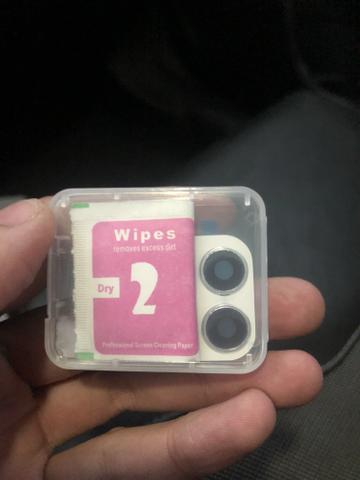 Wipes
removes excess dirt
Dry
2
Professional Screen Cleaning Paper